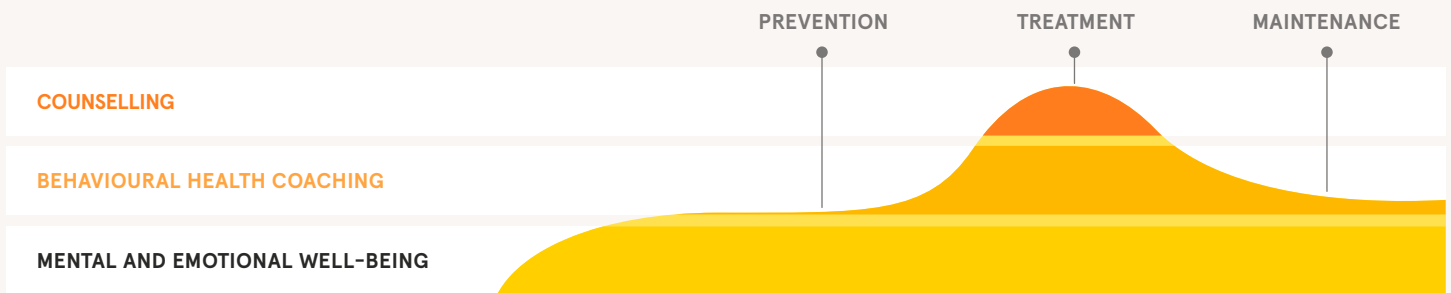 PREVENTION
TREATMENT
MAINTENANCE
COUNSELLING
BEHAVIOURAL HEALTH COACHING
MENTAL AND EMOTIONAL WELL-BEING